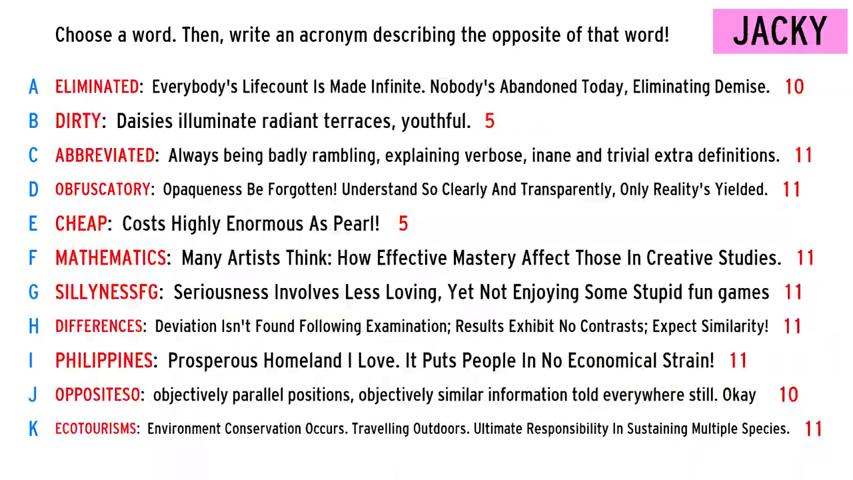 Choose a word. Then, write an acronym describing the opposite of that word!
JACKY
A ELIMINATED: Everybody's Lifecount Is Made Infinite. Nobody's Abandoned Today, Eliminating Demise. 10
B DIRTY: Daisies illuminate radiant terraces, youthful. 5
C ABBREVIATED: Always being badly rambling, explaining verbose, inane and trivial extra definitions. 11
D OBFUSCATORY: Opaqueness Be Forgotten! Understand So Clearly And Transparently, Only Reality's Yielded. 11
E CHEAP: Costs Highly Enormous As Pearl! 5
F MATHEMATICS: Many Artists Think: How Effective Mastery Affect Those In Creative Studies. 11
G SILLYNESSFG: Seriousness Involves Less Loving, Yet Not Enjoying Some Stupid fun games 11
H DIFFERENCES: Deviation Isn't Found Following Examination; Results Exhibit No Contrasts; Expect Similarity! 11
I PHILIPPINES: Prosperous Homeland I Love. It Puts People In No Economical Strain! 11
J OPPOSITESO: objectively parallel positions, objectively similar information told everywhere still. Okay 10
K ECOTOURISMS: Environment Conservation Occurs. Travelling Outdoors. Ultimate Responsibility In Sustaining Multiple Species. 11